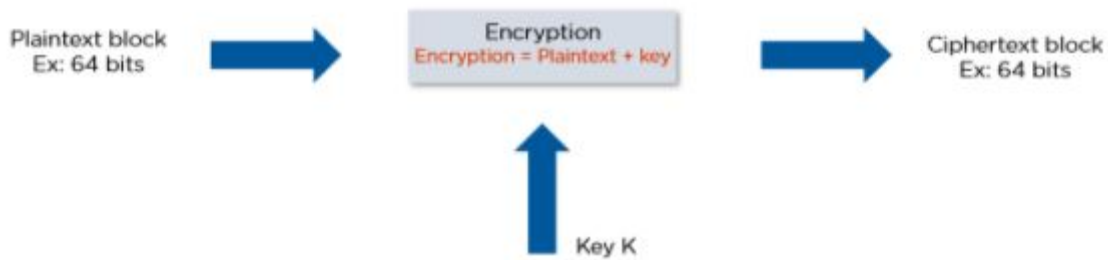 Plaintext block
Ex: 64 bits
Encryption
Encryption = Plaintext + key
Ciphertext block
Ex: 64 bits
Key K